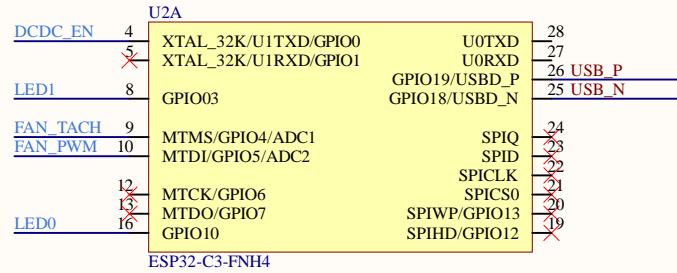 U2A
DCDC_EN 4 XTAL_32K/U1TXD/GPIO0 U0TXD 28
5 XTAL_32K/U1RXD/GPIO1 U0RXD 27
GPIO19/USBD_P 26 USB_P
LED1 8 GPIO03 GPIO18/USBD_N 25 USB_N
FAN_TACH 9 MTMS/GPIO4/ADC1 SPIQ 24
FAN_PWM 10 MTDI/GPIO5/ADC2 SPID 23
SPICLK 22
12 MTCK/GPIO6 SPICS0 21
13 MTDO/GPIO7 SPIWP/GPIO13 20
LED0 16 GPIO10 SPIHD/GPIO12 19
ESP32-C3-FNH4